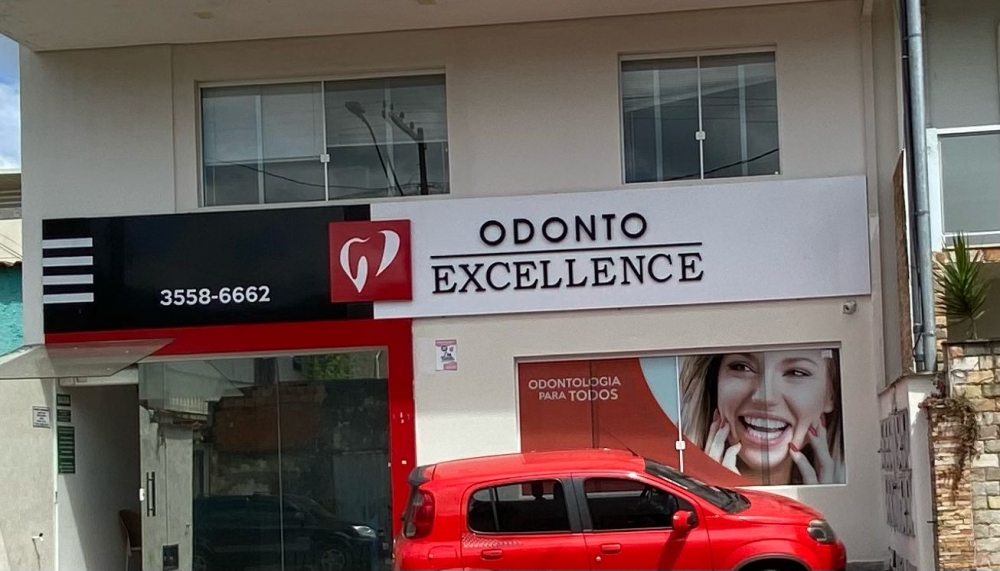 ODONTO
EXCELLENCE
3558-6662
ODONTOLOGIA
PARA TODOS